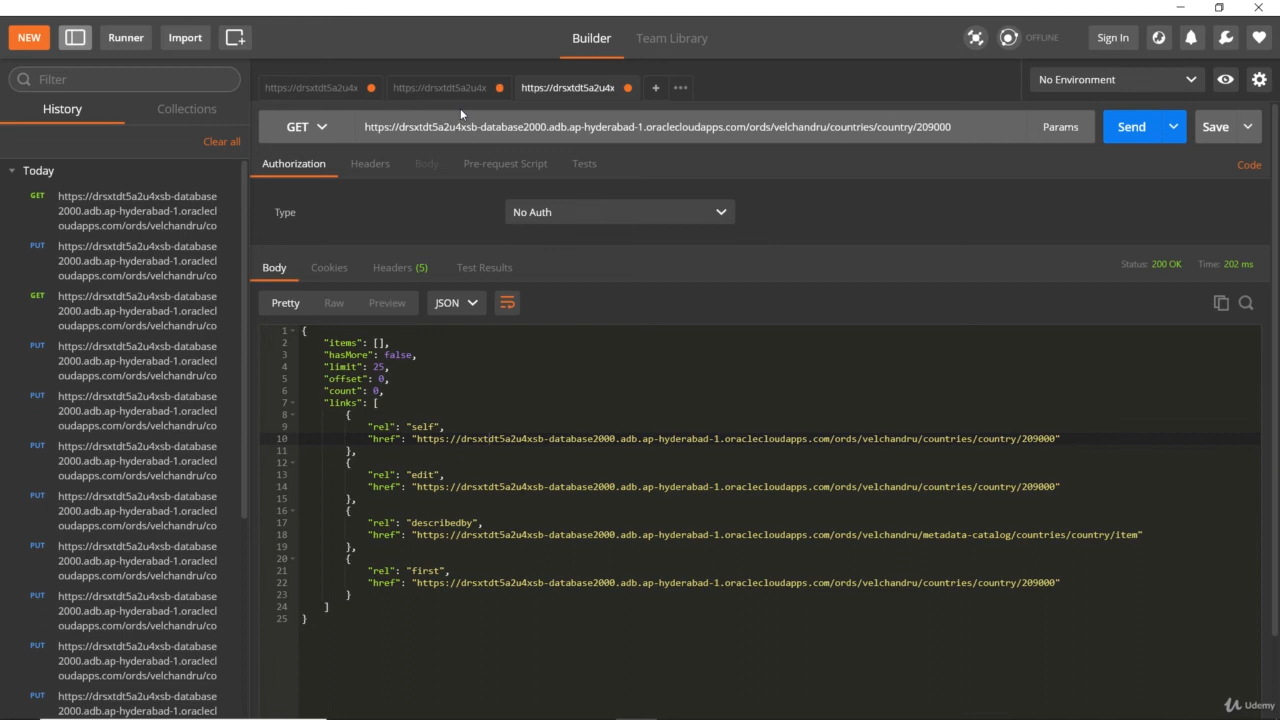 NEW
Runner
Import
Builder
Team Library
OFFLINE
Sign In
Filter
https://drsxtdt5a2u4x
https://drsxtdt5a2u4x
https://drsxtdt5a2u4x
No Environment
History
Collections
GET
https://drsxtdt5a2u4xsb-database2000.adb.ap-hyderabad-1.oraclecloudapps.com/ords/velchandru/countries/country/209000
Params
Send
Save
Clear all
Authorization
Headers
Body
Pre-request Script
Tests
Code
Today
GET
https://drsxtdt5a2u4xsb-database
2000.adb.ap-hyderabad-1.oraclecl
oudapps.com/ords/velchandru/co
PUT
https://drsxtdt5a2u4xsb-database
2000.adb.ap-hyderabad-1.oraclecl
oudapps.com/ords/velchandru/co
GET
https://drsxtdt5a2u4xsb-database
2000.adb.ap-hyderabad-1.oraclecl
oudapps.com/ords/velchandru/co
PUT
https://drsxtdt5a2u4xsb-database
2000.adb.ap-hyderabad-1.oraclecl
oudapps.com/ords/velchandru/co
PUT
https://drsxtdt5a2u4xsb-database
2000.adb.ap-hyderabad-1.oraclecl
oudapps.com/ords/velchandru/co
PUT
https://drsxtdt5a2u4xsb-database
2000.adb.ap-hyderabad-1.oraclecl
oudapps.com/ords/velchandru/co
PUT
https://drsxtdt5a2u4xsb-database
2000.adb.ap-hyderabad-1.oraclecl
oudapps.com/ords/velchandru/co
PUT
https://drsxtdt5a2u4xsb-database
2000.adb.ap-hyderabad-1.oraclecl
oudapps.com/ords/velchandru/co
PUT
https://drsxtdt5a2u4xsb-database
2000.adb.ap-hyderabad-1.oraclecl
oudapps.com/ords/velchandru/co
PUT
https://drsxtdt5a2u4xsb-database
2000.adb.ap-hyderabad-1.oraclecl
oudapps.com/ords/velchandru/co
PUT
https://drsxtdt5a2u4xsb-database
2000.adb.ap-hyderabad-1.oraclecl
Type
No Auth
Body
Cookies
Headers (5)
Test Results
Status: 200 OK
Time: 202 ms
Pretty
Raw
Preview
JSON
1 {
2 "items": [],
3 "hasMore": false,
4 "limit": 25,
5 "offset": 0,
6 "count": 0,
7 "links": [
8 {
9 "rel": "self",
10 "href": "https://drsxtdt5a2u4xsb-database2000.adb.ap-hyderabad-1.oraclecloudapps.com/ords/velchandru/countries/country/209000"
11 },
12 {
13 "rel": "edit",
14 "href": "https://drsxtdt5a2u4xsb-database2000.adb.ap-hyderabad-1.oraclecloudapps.com/ords/velchandru/countries/country/209000"
15 },
16 {
17 "rel": "describedby",
18 "href": "https://drsxtdt5a2u4xsb-database2000.adb.ap-hyderabad-1.oraclecloudapps.com/ords/velchandru/metadata-catalog/countries/country/item"
19 },
20 {
21 "rel": "first",
22 "href": "https://drsxtdt5a2u4xsb-database2000.adb.ap-hyderabad-1.oraclecloudapps.com/ords/velchandru/countries/country/209000"
23 }
24 ]
25 }
Udemy